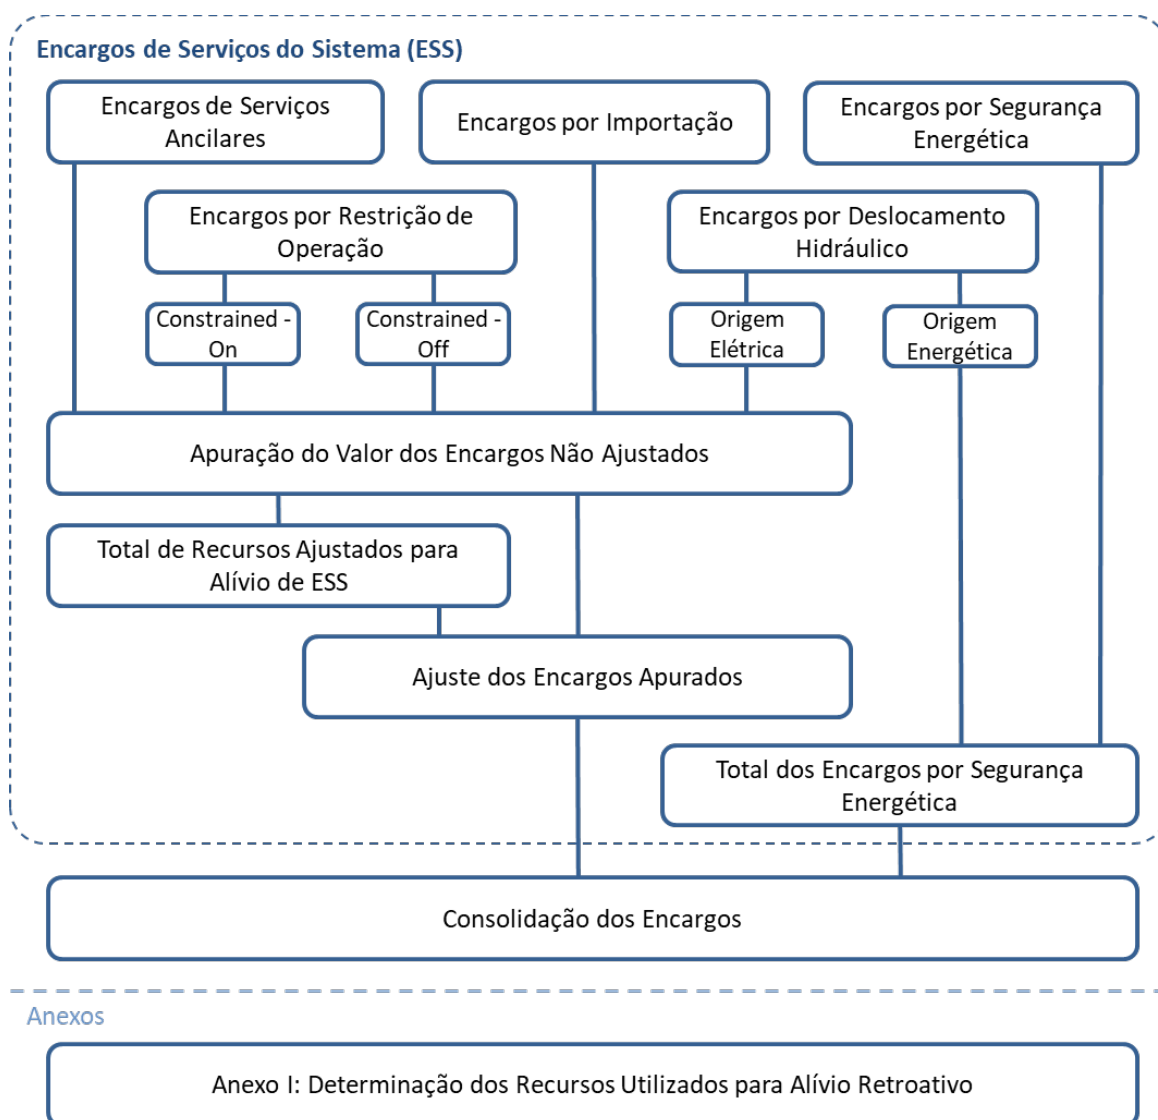 Encargos de Serviços do Sistema (ESS)
Encargos de Serviços
Ancilares
Encargos por Importação
Encargos por Segurança
Energética
Encargos por Restrição de
Operação
Encargos por Deslocamento
Hidráulico
Constrained -
On
Constrained -
Off
Origem
Elétrica
Origem
Energética
Apuração do Valor dos Encargos Não Ajustados
Total de Recursos Ajustados para
Alívio de ESS
Ajuste dos Encargos Apurados
Total dos Encargos por Segurança
Energética
Consolidação dos Encargos
Anexos
Anexo I: Determinação dos Recursos Utilizados para Alívio Retroativo